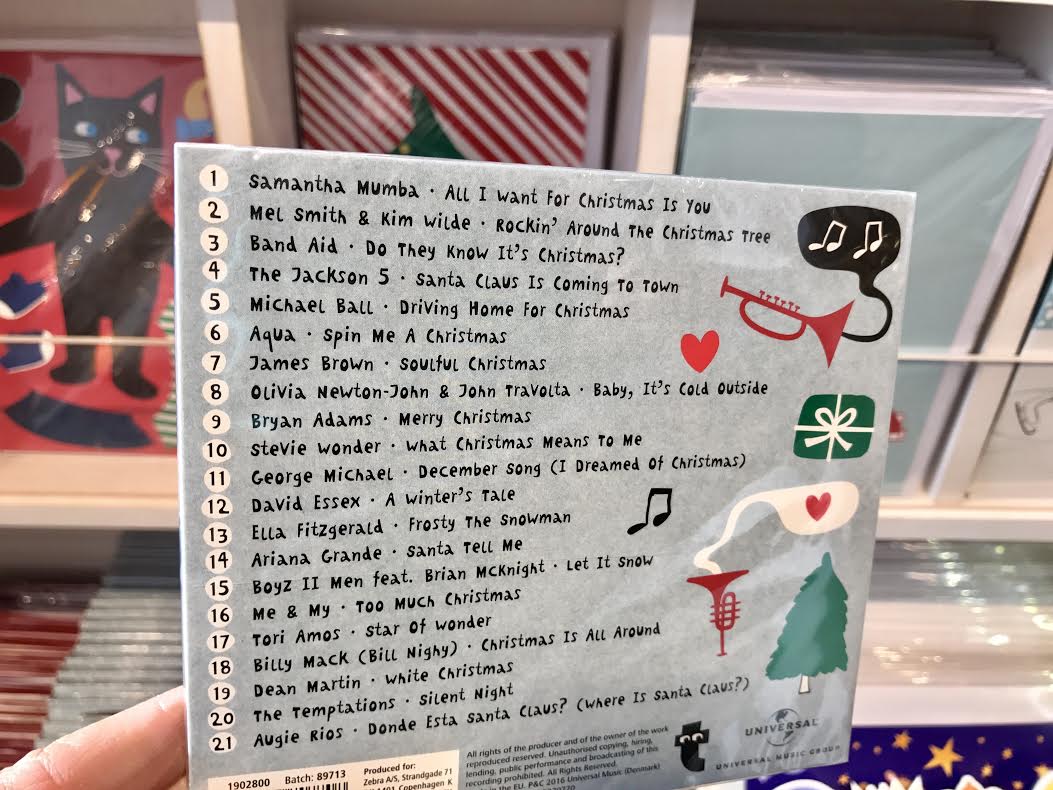 1 Samantha Mumba · All I Want For Christmas Is You
2 Mel Smith & Kim Wilde · Rockin' Around The Christmas Tree
3 Band Aid · Do They Know It's Christmas?
4 The Jackson 5 · Santa Claus Is Coming To Town
5 Michael Ball · Driving Home For Christmas
6 Aqua · Spin Me A Christmas
7 James Brown · Soulful Christmas
8 Olivia Newton-John & John Travolta · Baby, It's Cold Outside
9 Bryan Adams · Merry Christmas
10 Stevie Wonder · What Christmas Means To Me
11 George Michael · December Song (I Dreamed Of Christmas)
12 David Essex · A Winter's Tale
13 Ella Fitzgerald · Frosty The Snowman
14 Ariana Grande · Santa Tell Me
15 Boyz II Men feat. Brian McKnight · Let It Snow
16 Me & My · Too Much Christmas
17 Tori Amos · Star Of Wonder
18 Billy Mack (Bill Nighy) · Christmas Is All Around
19 Dean Martin · White Christmas
20 The Temptations · Silent Night
21 Augie Rios · Donde Esta Santa Claus? (Where Is Santa Claus?)
1902800 Batch: 89713
Produced for:
Zebra A/S, Strandgade 71
1401 Copenhagen K
All rights of the producer and of the owner of the work
reproduced reserved. Unauthorised copying, hiring,
lending, public performance and broadcasting of this
recording prohibited. All Rights Reserved.
in the EU. P&C 2016 Universal Music (Denmark)
UNIVERSAL
UNIVERSAL MUSIC GROUP